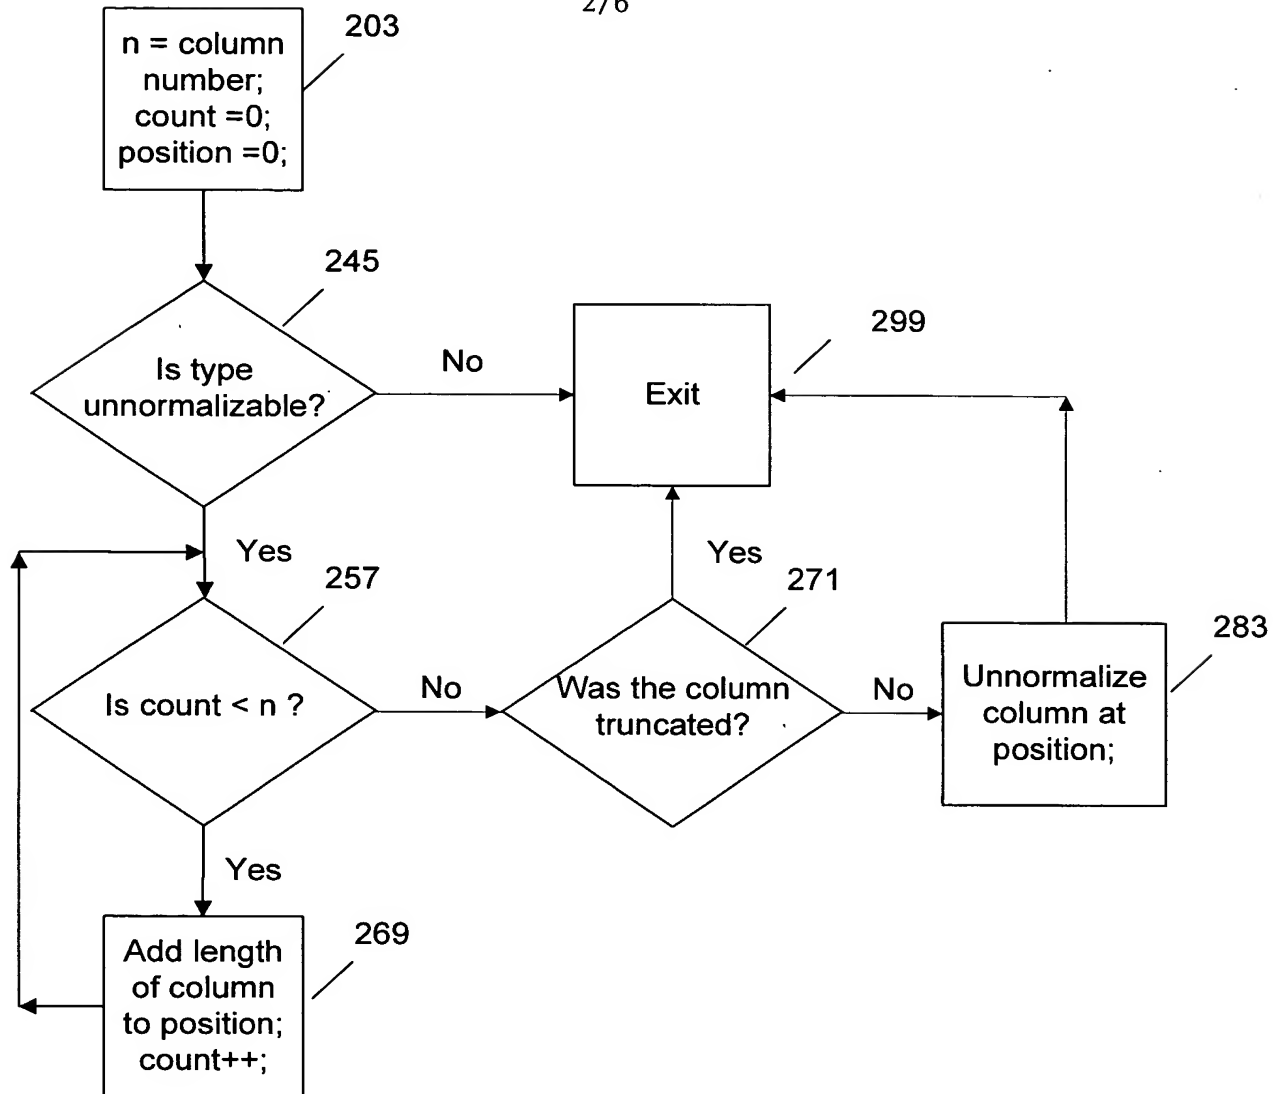 2/6
n = column
number;
count =0;
position =0;
203
245
Is type
unnormalizable?
No
Exit
299
Yes
257
Is count < n ?
No
Yes
271
Was the column
truncated?
No
Unnormalize
column at
position;
283
Yes
Add length
of column
to position;
count++;
269